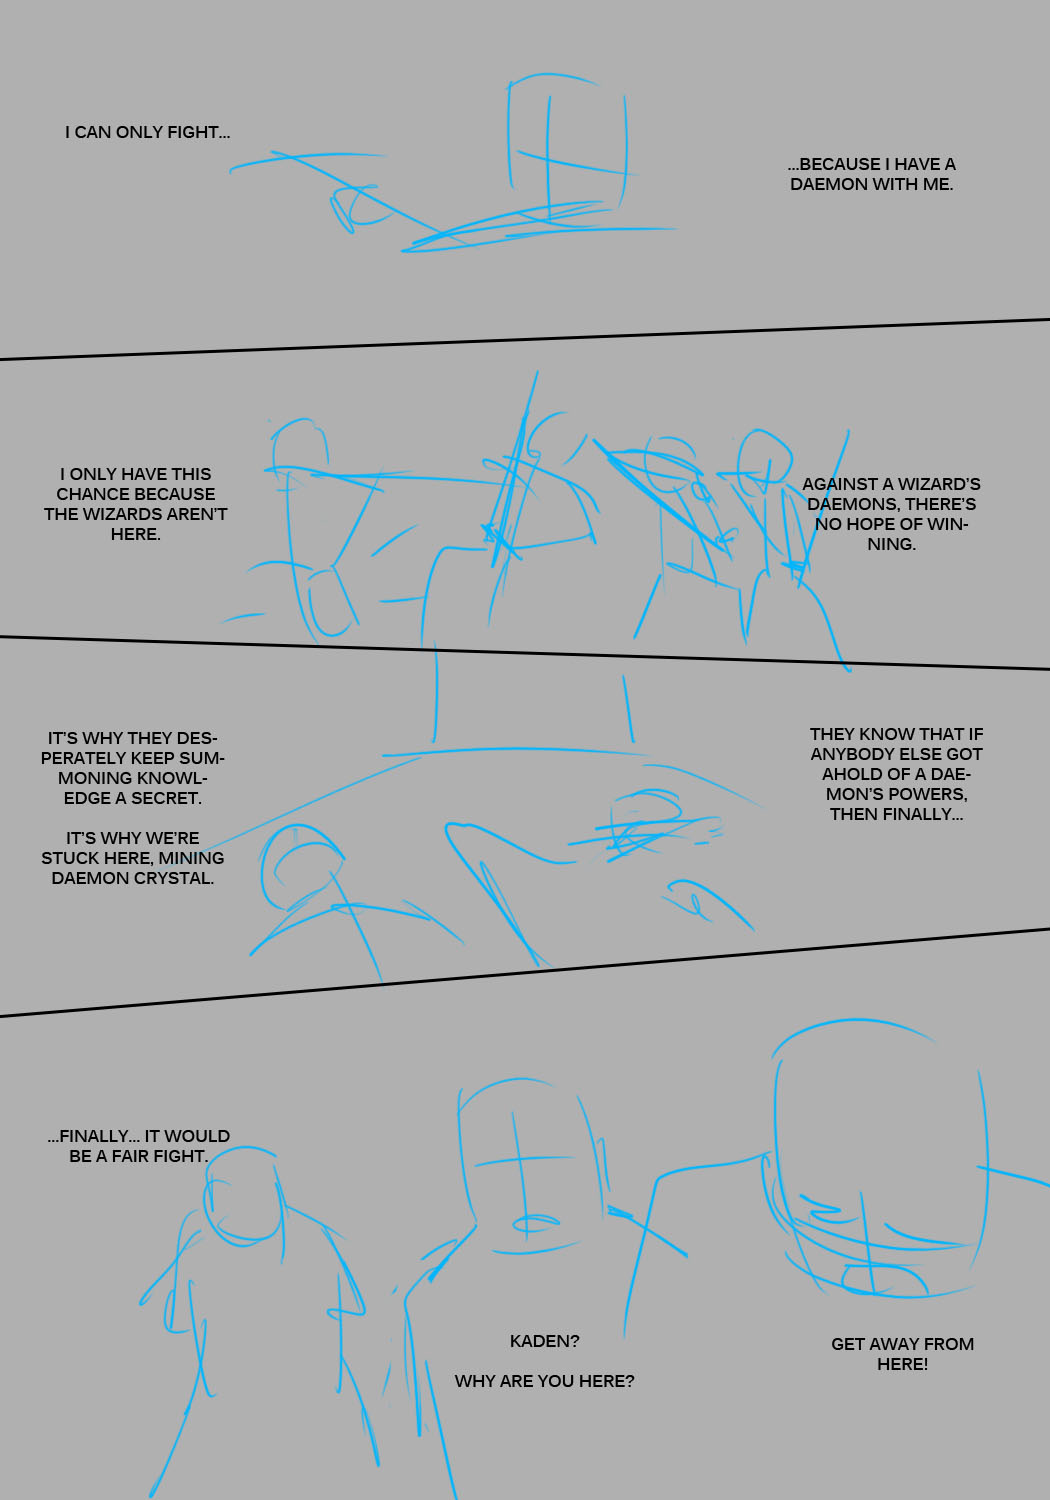 I CAN ONLY FIGHT...
...BECAUSE I HAVE A
DAEMON WITH ME.
I ONLY HAVE THIS
CHANCE BECAUSE
THE WIZARDS AREN'T
HERE.
AGAINST A WIZARD'S
DAEMONS, THERE'S
NO HOPE OF WIN-
NING.
IT'S WHY THEY DES-
PERATELY KEEP SUM-
MONING KNOWL-
EDGE A SECRET.
IT'S WHY WE'RE
STUCK HERE, MINING
DAEMON CRYSTAL.
THEY KNOW THAT IF
ANYBODY ELSE GOT
AHOLD OF A DAE-
MON'S POWERS,
THEN FINALLY...
...FINALLY... IT WOULD
BE A FAIR FIGHT.
KADEN?
WHY ARE YOU HERE?
GET AWAY FROM
HERE!